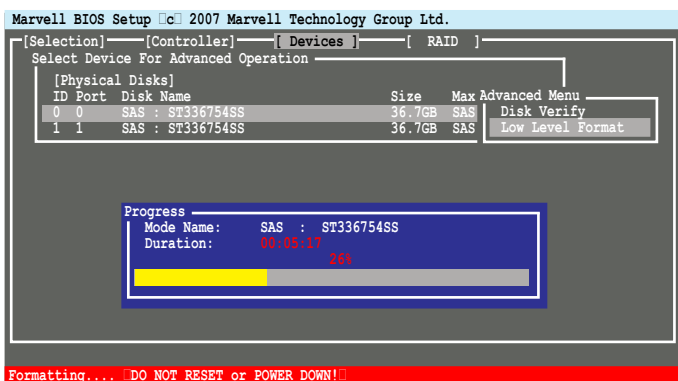 Marvell BIOS Setup c 2007 Marvell Technology Group Ltd.
[Selection] [Controller] [ Devices ] [ RAID ]
Select Device For Advanced Operation
[Physical Disks]
ID Port Disk Name Size Max
0 0 SAS : ST336754SS 36.7GB SAS
1 1 SAS : ST336754SS 36.7GB SAS
Advanced Menu
Disk Verify
Low Level Format
Progress
Mode Name: SAS : ST336754SS
Duration: 00:05:17
26%
Formatting.... DO NOT RESET or POWER DOWN!